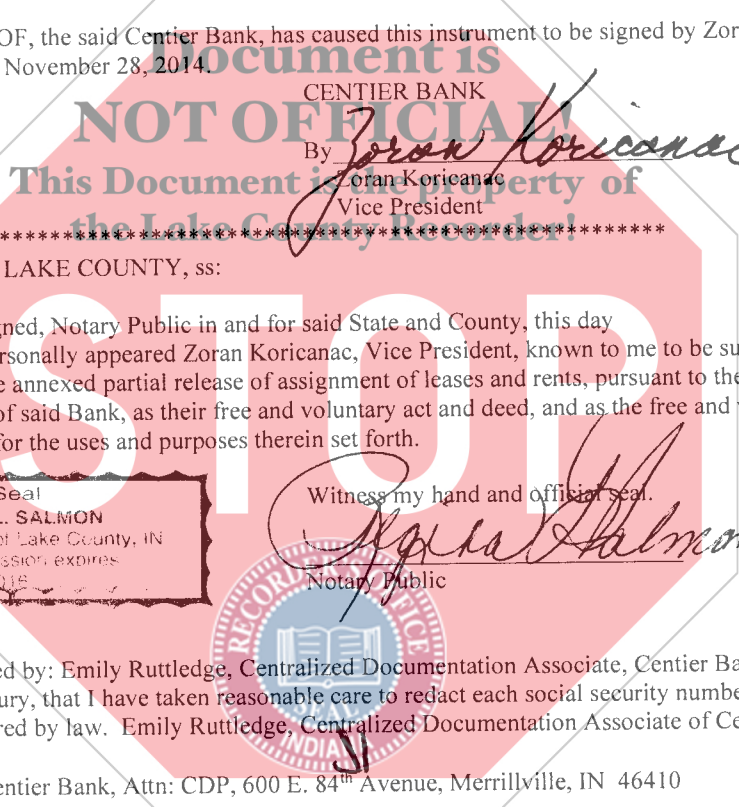 OF, the said Centier Bank, has caused this instrument to be signed by Zor
November 28, 2014.
Document is
NOT OFFICIAL!
This Document is the property of
the Lake County Recorder!
CENTIER BANK
By Zoran Koricanac
Zoran Koricanac
Vice President
******************************************************************
LAKE COUNTY, ss:
STOP
gned, Notary Public in and for said State and County, this day
ersonally appeared Zoran Koricanac, Vice President, known to me to be su
e annexed partial release of assignment of leases and rents, pursuant to the
of said Bank, as their free and voluntary act and deed, and as the free and v
for the uses and purposes therein set forth.
Seal
L. SALMON
of Lake County, IN
ssion expires
Witness my hand and official seal.
Regina Salmon
Notary Public
RECORDER'S OFFICE
SEAL
INDIANA
ed by: Emily Ruttledge, Centralized Documentation Associate, Centier Ba
ury, that I have taken reasonable care to redact each social security numbe
red by law. Emily Ruttledge, Centralized Documentation Associate of Ce
entier Bank, Attn: CDP, 600 E. 84th Avenue, Merrillville, IN 46410